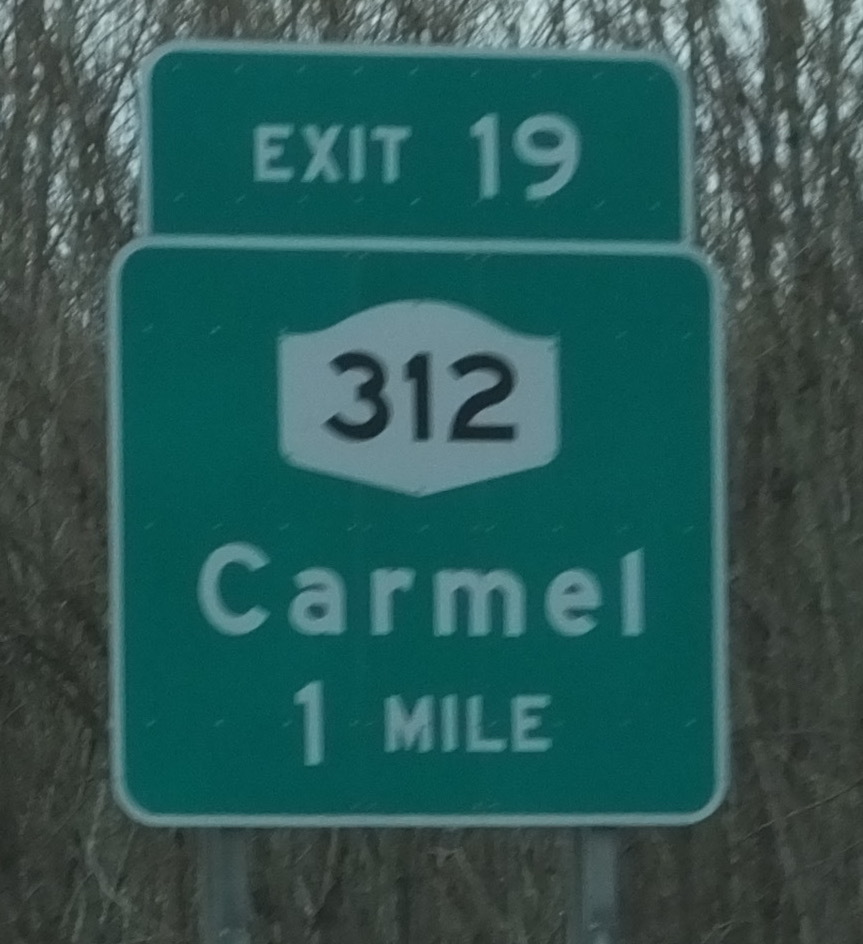 EXIT 19
312
Carmel
1 MILE